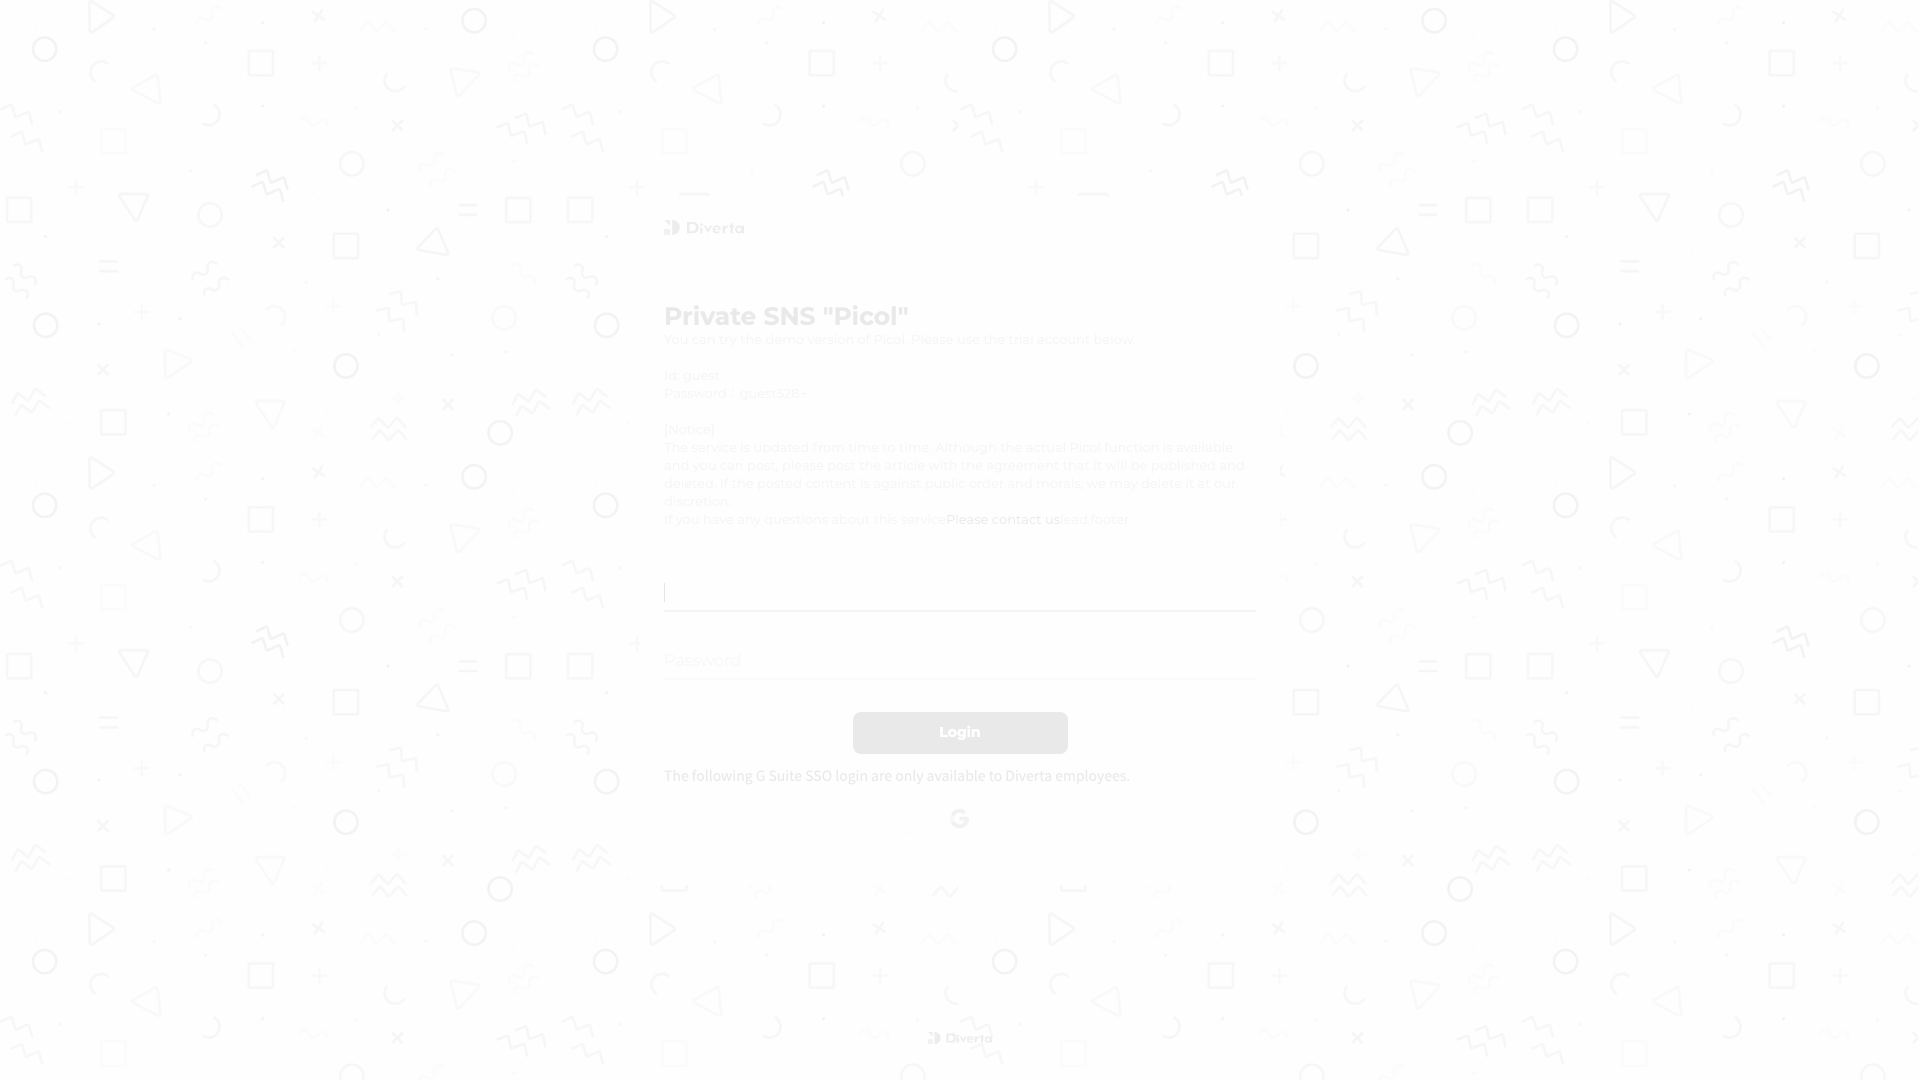 Diverta
Private SNS "Picol"
You can try the demo version of Picol. Please use the trial account below.
Id: guest
Password : guest528~
[Notice]
The service is updated from time to time. Although the actual Picol function is available
and you can post, please post the article with the agreement that it will be published and
deleted. If the posted content is against public order and morals, we may delete it at our
discretion.
If you have any questions about this servicePlease contact uslead.footer
Password
Login
The following G Suite SSO login are only available to Diverta employees.
G
Diverta